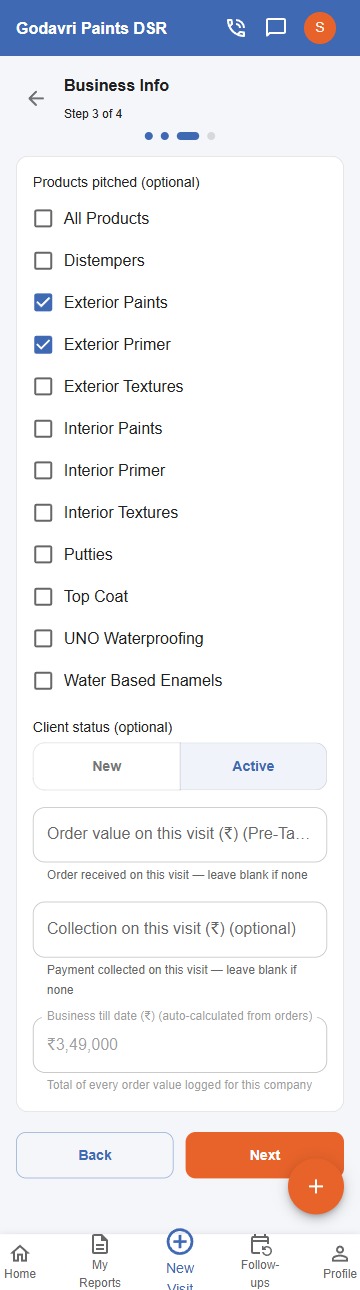 Godavri Paints DSR
S
Business Info
Step 3 of 4
Products pitched (optional)
All Products
Distempers
Exterior Paints
Exterior Primer
Exterior Textures
Interior Paints
Interior Primer
Interior Textures
Putties
Top Coat
UNO Waterproofing
Water Based Enamels
Client status (optional)
New
Active
Order value on this visit (₹) (Pre-Ta...
Order received on this visit — leave blank if none
Collection on this visit (₹) (optional)
Payment collected on this visit — leave blank if
none
Business till date (₹) (auto-calculated from orders)
₹3,49,000
Total of every order value logged for this company
Back
Next
+
Home
My
Reports
New
Visit
Follow-
ups
Profile